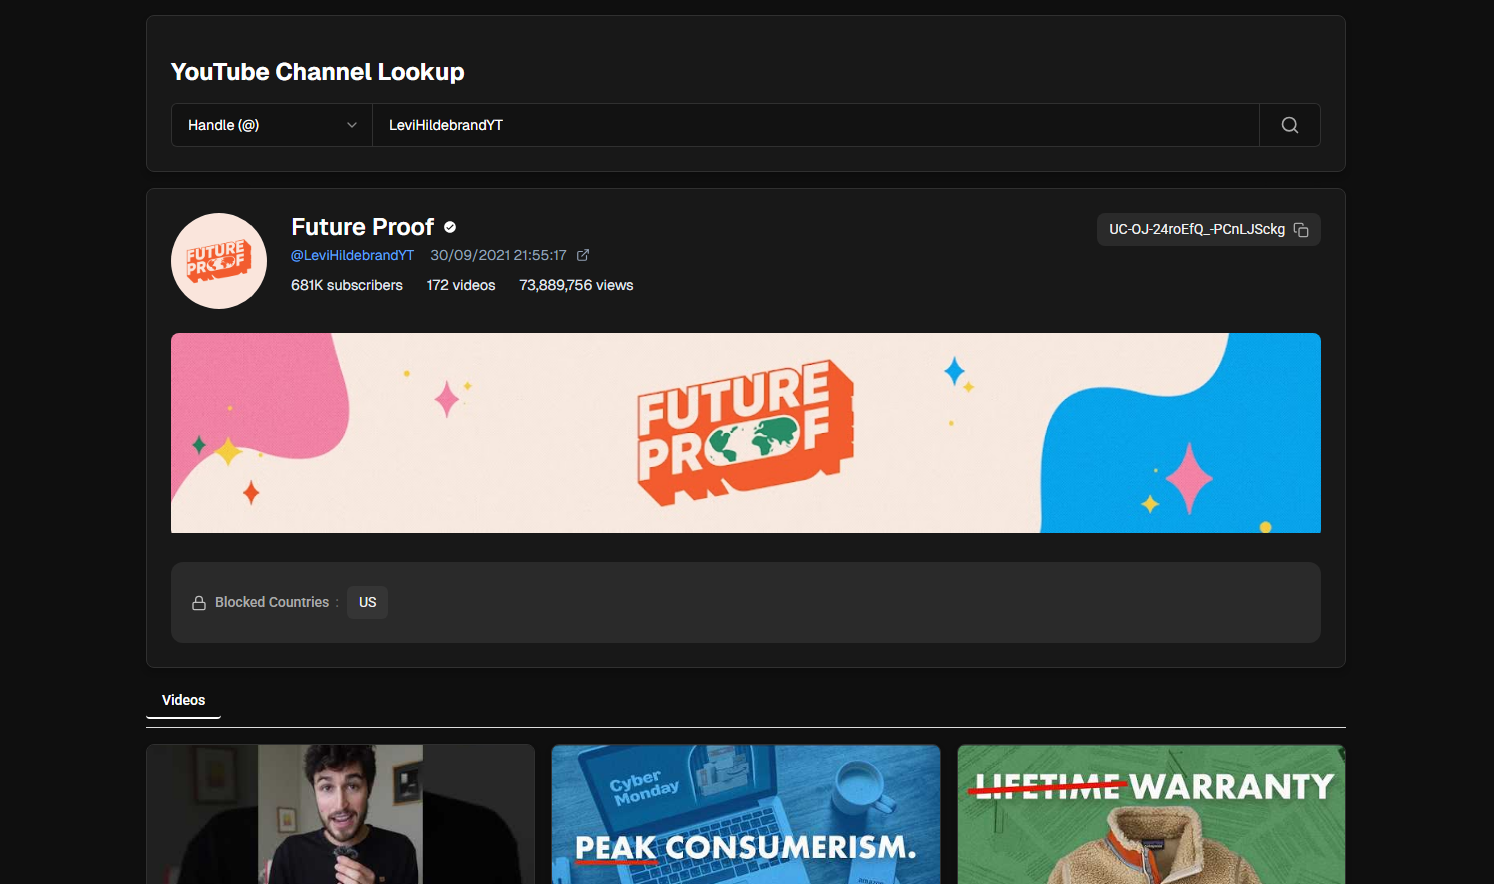 YouTube Channel Lookup
Handle (@)
LeviHildebrandYT
FUTURE
PROOF
Future Proof
UC-OJ-24roEfQ_-PCnLJSckg
@LeviHildebrandYT 30/09/2021 21:55:17
681K subscribers 172 videos 73,889,756 views
FUTURE
PROOF
Blocked Countries : US
Videos
Cyber
Monday
PEAK CONSUMERISM.
LIFETIME WARRANTY